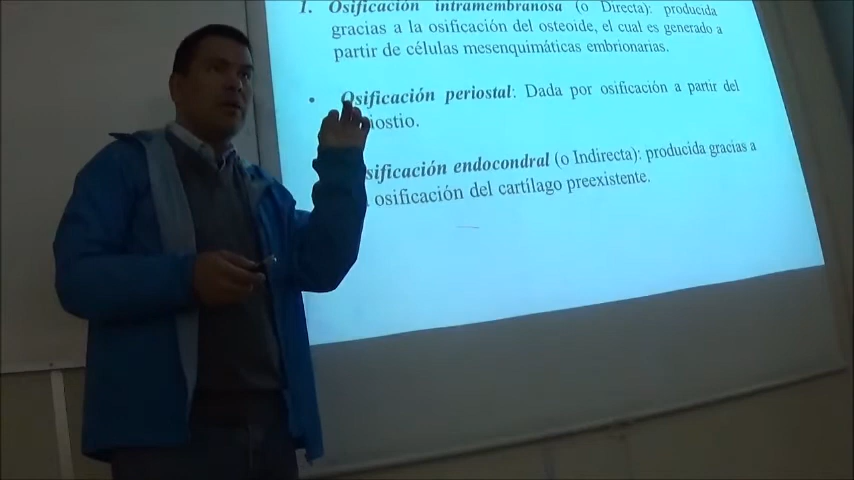 1. Osificación intramembranosa (o Directa): producida
gracias a la osificación del osteoide, el cual es generado a
partir de células mesenquimáticas embrionarias.
• Osificación periostal: Dada por osificación a partir del
iostio.
sificación endocondral (o Indirecta): producida gracias a
osificación del cartílago preexistente.